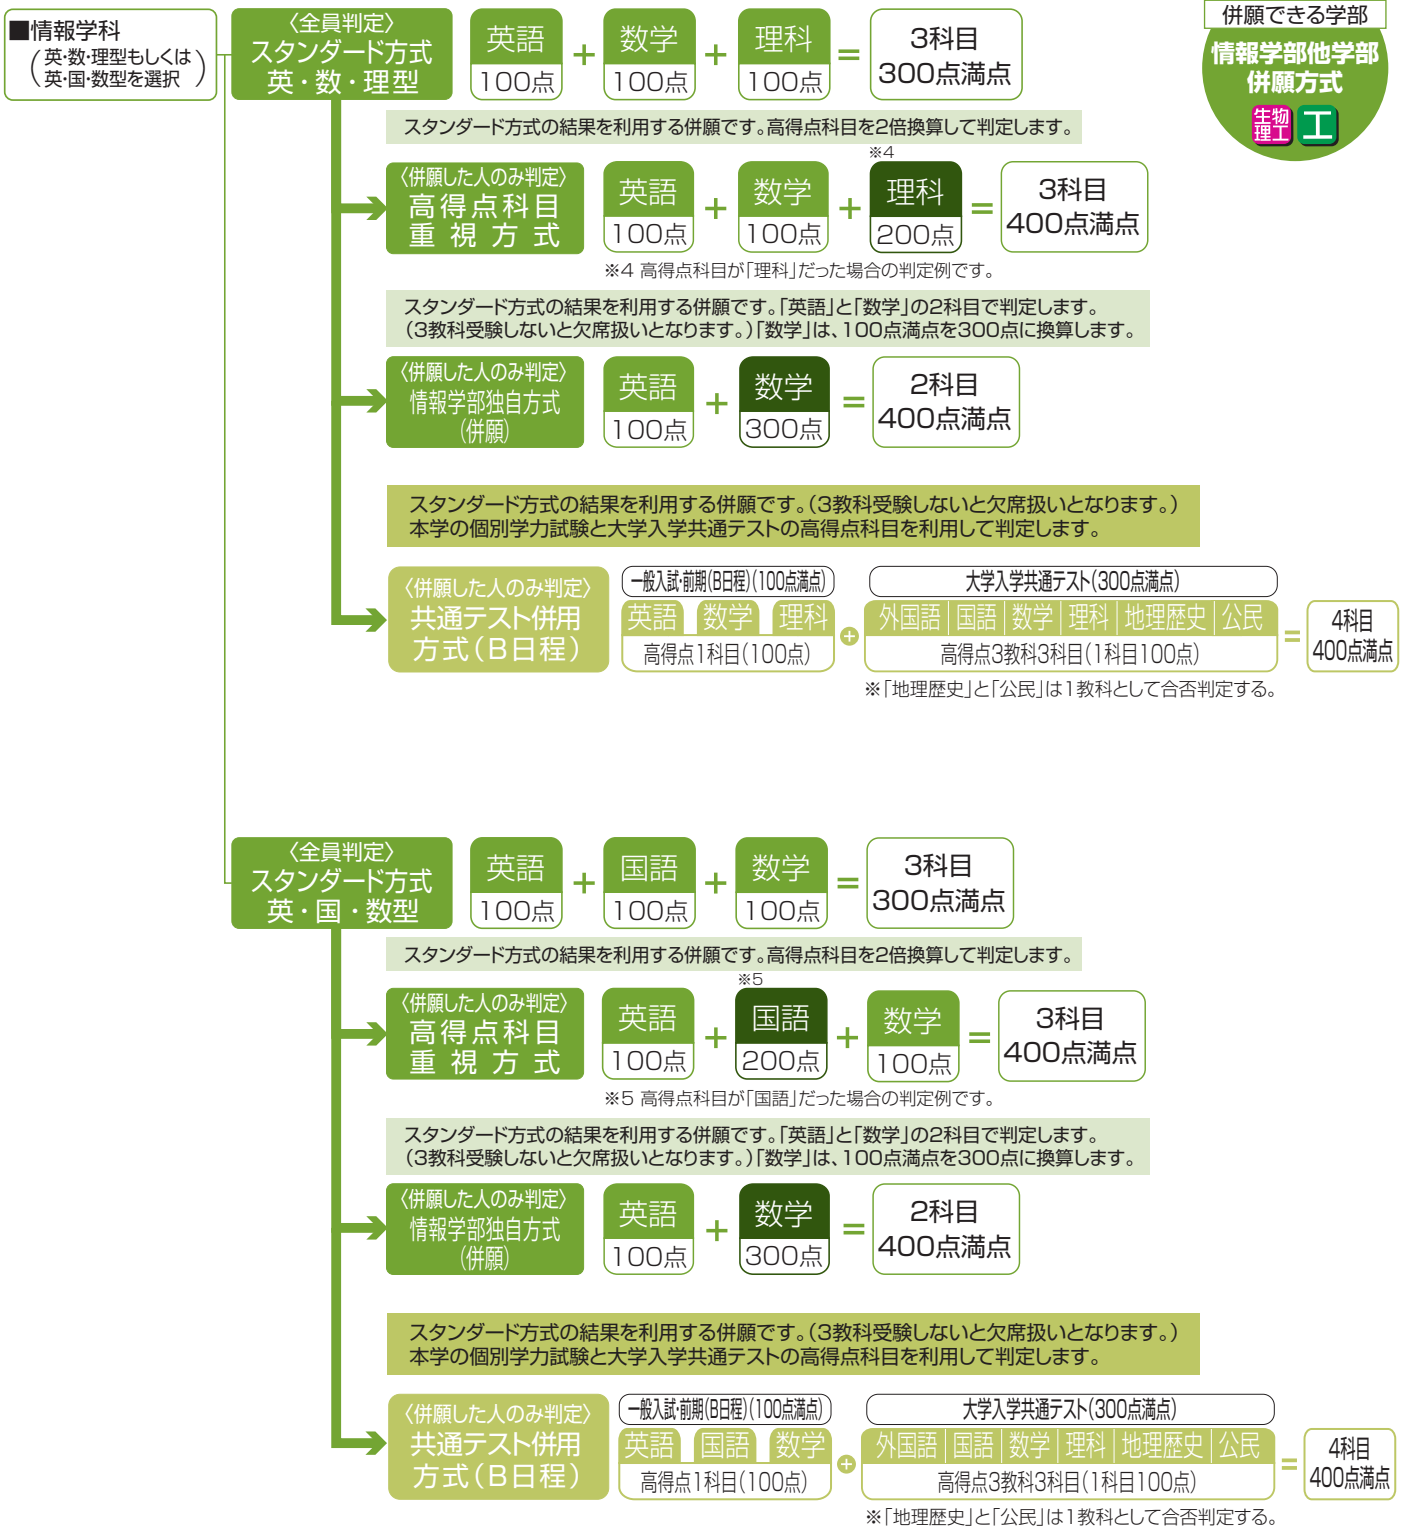 ■情報学科
(英・数・理型もしくは
英・国・数型を選択)
〈全員判定〉
スタンダード方式
英・数・理型
英語
100点
+
数学
100点
+
理科
100点
=
3科目
300点満点
併願できる学部
情報学部他学部
併願方式
生物理工
工
スタンダード方式の結果を利用する併願です。高得点科目を2倍換算して判定します。
〈併願した人のみ判定〉
高得点科目
重視方式
英語
100点
+
数学
100点
+
※4
理科
200点
=
3科目
400点満点
※4 高得点科目が「理科」だった場合の判定例です。
スタンダード方式の結果を利用する併願です。「英語」と「数学」の2科目で判定します。
(3教科受験しないと欠席扱いとなります。)「数学」は、100点満点を300点に換算します。
〈併願した人のみ判定〉
情報学部独自方式
(併願)
英語
100点
+
数学
300点
=
2科目
400点満点
スタンダード方式の結果を利用する併願です。(3教科受験しないと欠席扱いとなります。)
本学の個別学力試験と大学入学共通テストの高得点科目を利用して判定します。
〈併願した人のみ判定〉
共通テスト併用
方式(B日程)
一般入試・前期(B日程)(100点満点)
英語 数学 理科
高得点1科目(100点)
+
大学入学共通テスト(300点満点)
外国語 国語 数学 理科 地理歴史 公民
高得点3教科3科目(1科目100点)
=
4科目
400点満点
※「地理歴史」と「公民」は1教科として合否判定する。
〈全員判定〉
スタンダード方式
英・国・数型
英語
100点
+
国語
100点
+
数学
100点
=
3科目
300点満点
スタンダード方式の結果を利用する併願です。高得点科目を2倍換算して判定します。
〈併願した人のみ判定〉
高得点科目
重視方式
英語
100点
+
※5
国語
200点
+
数学
100点
=
3科目
400点満点
※5 高得点科目が「国語」だった場合の判定例です。
スタンダード方式の結果を利用する併願です。「英語」と「数学」の2科目で判定します。
(3教科受験しないと欠席扱いとなります。)「数学」は、100点満点を300点に換算します。
〈併願した人のみ判定〉
情報学部独自方式
(併願)
英語
100点
+
数学
300点
=
2科目
400点満点
スタンダード方式の結果を利用する併願です。(3教科受験しないと欠席扱いとなります。)
本学の個別学力試験と大学入学共通テストの高得点科目を利用して判定します。
〈併願した人のみ判定〉
共通テスト併用
方式(B日程)
一般入試・前期(B日程)(100点満点)
英語 国語 数学
高得点1科目(100点)
+
大学入学共通テスト(300点満点)
外国語 国語 数学 理科 地理歴史 公民
高得点3教科3科目(1科目100点)
=
4科目
400点満点
※「地理歴史」と「公民」は1教科として合否判定する。